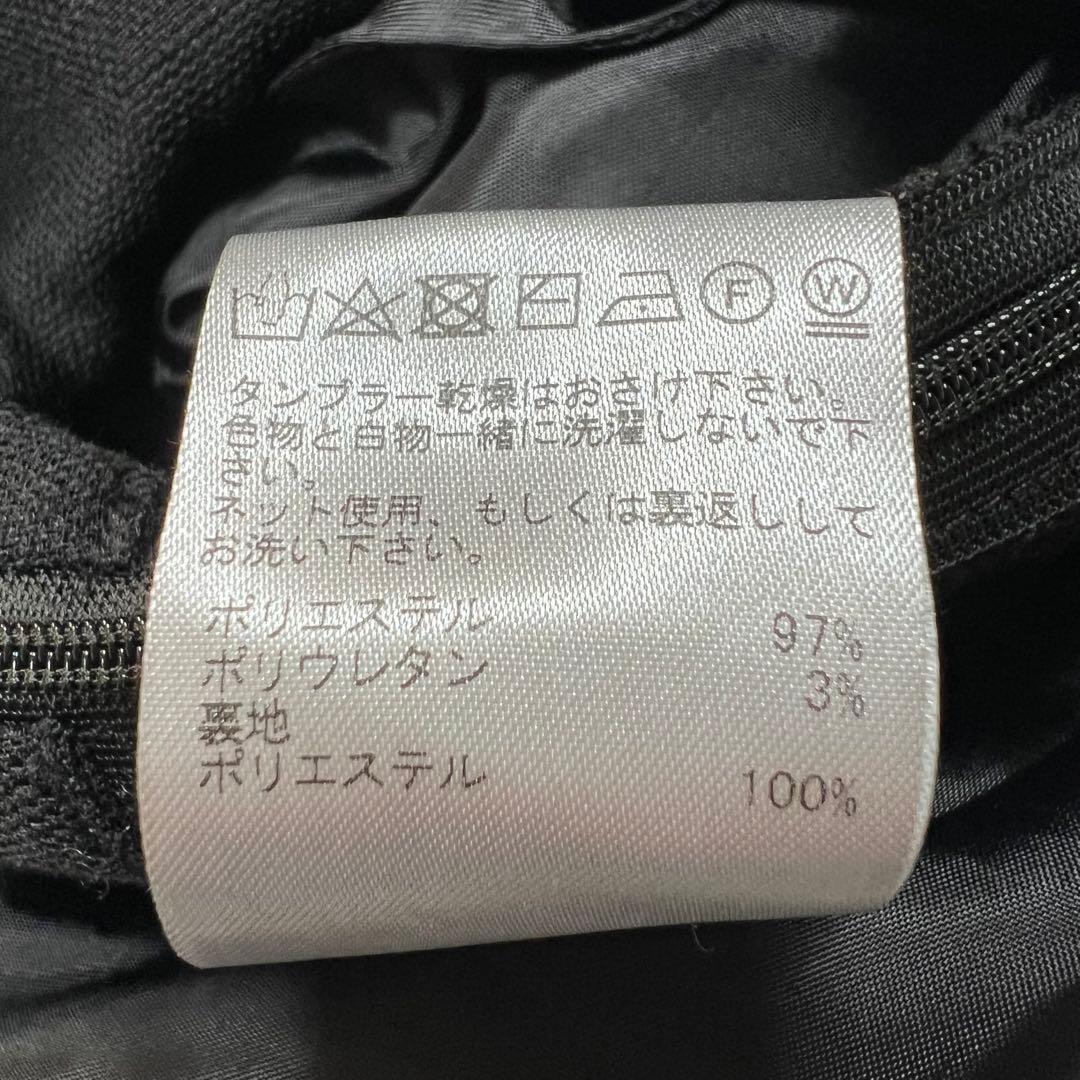 F W
タンブラー乾燥はおさけ下さい。
色物と白物一緒に洗濯しないで下
さい。
ネット使用、もしくは裏返しして
お洗い下さい。
ポリエステル 97%
ポリウレタン 3%
裏地
ポリエステル 100%